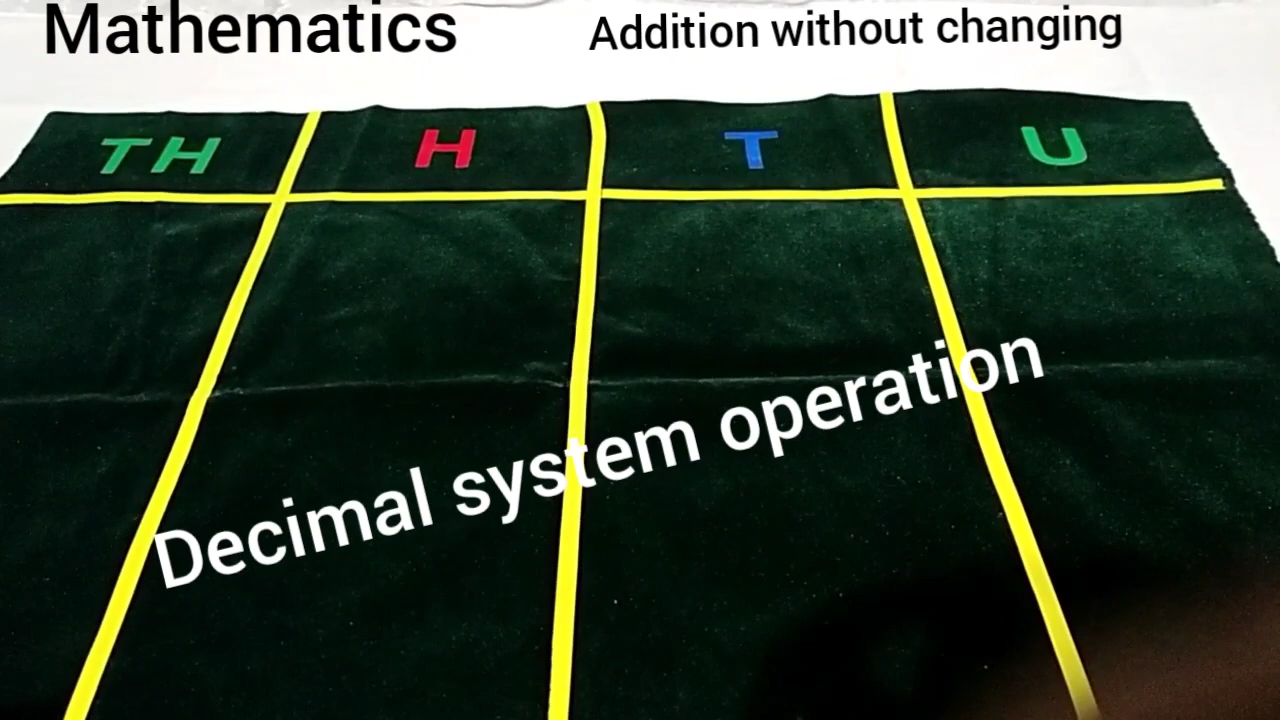 Mathematics
Addition without changing
TH H T U
Decimal system operation